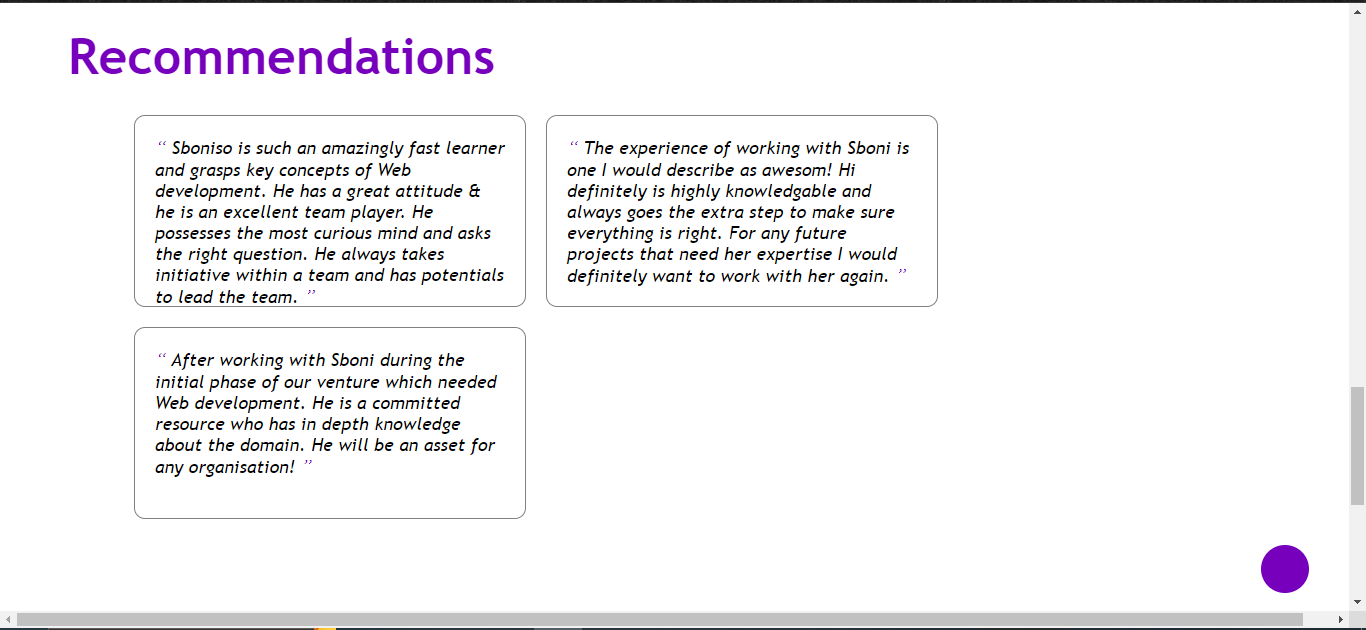 Recommendations
“ Sboniso is such an amazingly fast learner
and grasps key concepts of Web
development. He has a great attitude &
he is an excellent team player. He
possesses the most curious mind and asks
the right question. He always takes
initiative within a team and has potentials
to lead the team. ”
“ The experience of working with Sboni is
one I would describe as awesom! Hi
definitely is highly knowledgable and
always goes the extra step to make sure
everything is right. For any future
projects that need her expertise I would
definitely want to work with her again. ”
“ After working with Sboni during the
initial phase of our venture which needed
Web development. He is a committed
resource who has in depth knowledge
about the domain. He will be an asset for
any organisation! ”